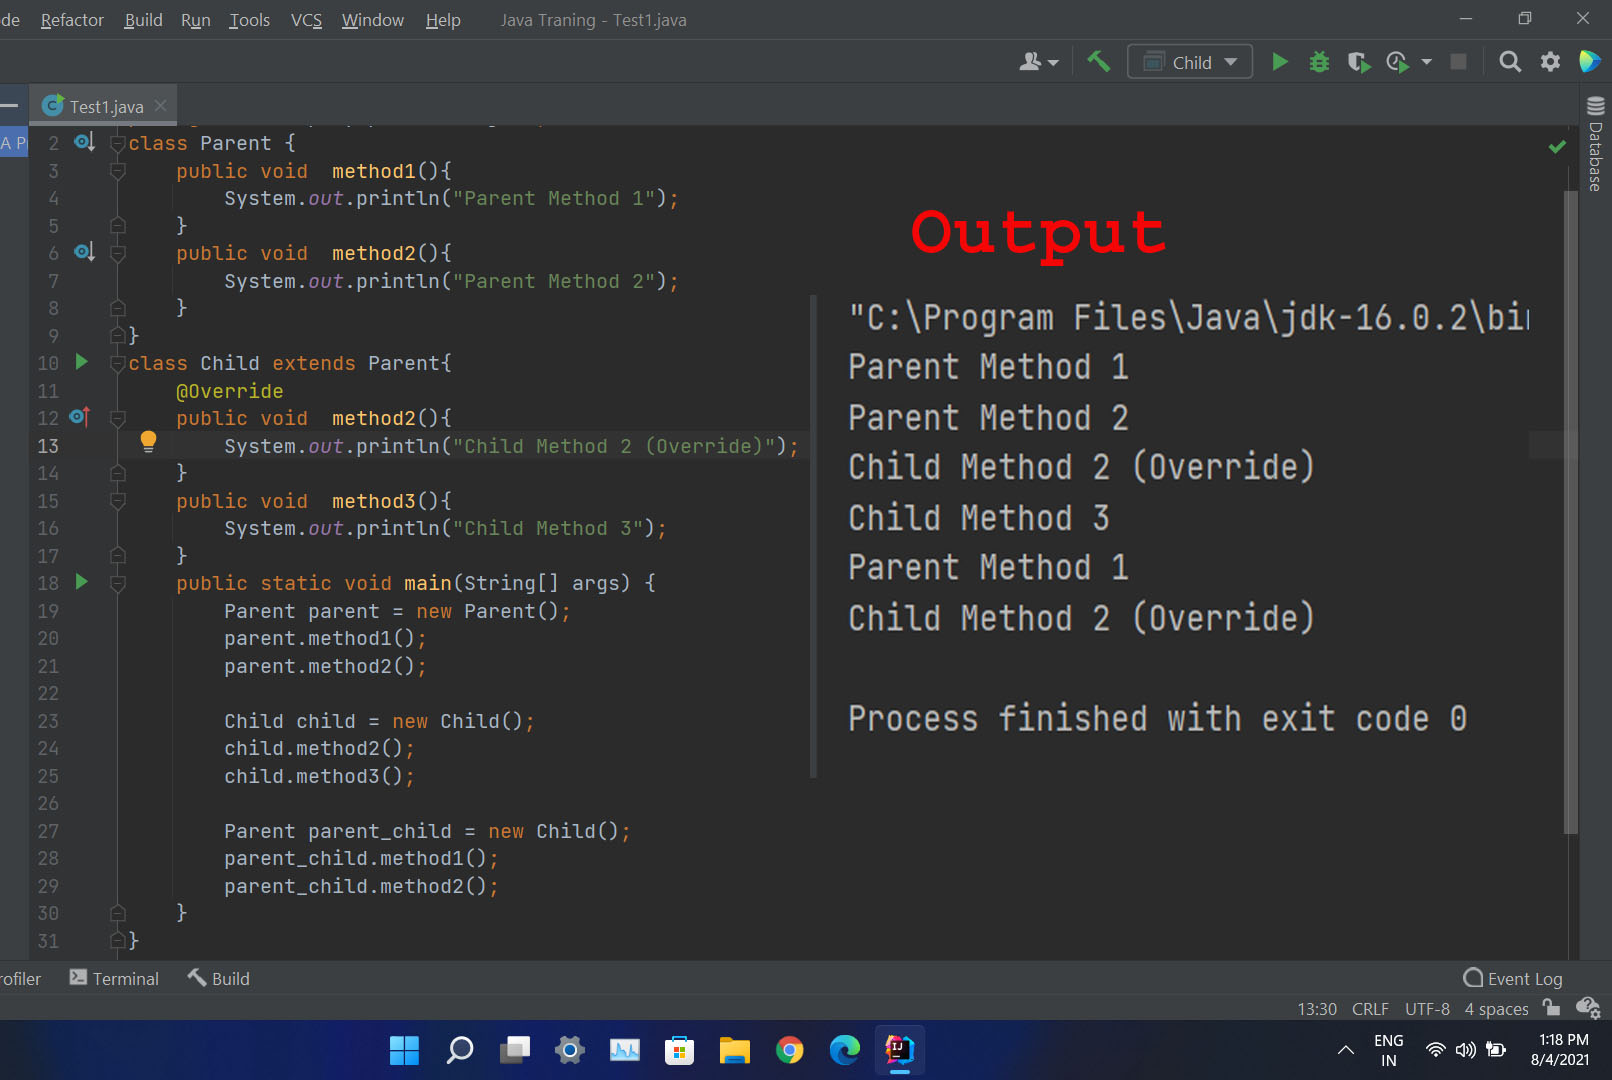 de Refactor Build Run Tools VCS Window Help Java Traning - Test1.java
Child
Test1.java
Database
2 class Parent {
3 public void method1(){
4 System.out.println("Parent Method 1");
5 }
6 public void method2(){
7 System.out.println("Parent Method 2");
8 }
9 }
10 class Child extends Parent{
11 @Override
12 public void method2(){
13 System.out.println("Child Method 2 (Override)");
14 }
15 public void method3(){
16 System.out.println("Child Method 3");
17 }
18 public static void main(String[] args) {
19 Parent parent = new Parent();
20 parent.method1();
21 parent.method2();
22
23 Child child = new Child();
24 child.method2();
25 child.method3();
26
27 Parent parent_child = new Child();
28 parent_child.method1();
29 parent_child.method2();
30 }
31 }
Output
"C:\Program Files\Java\jdk-16.0.2\bin
Parent Method 1
Parent Method 2
Child Method 2 (Override)
Child Method 3
Parent Method 1
Child Method 2 (Override)
Process finished with exit code 0
rofiler Terminal Build Event Log
13:30 CRLF UTF-8 4 spaces
ENG
IN
1:18 PM
8/4/2021